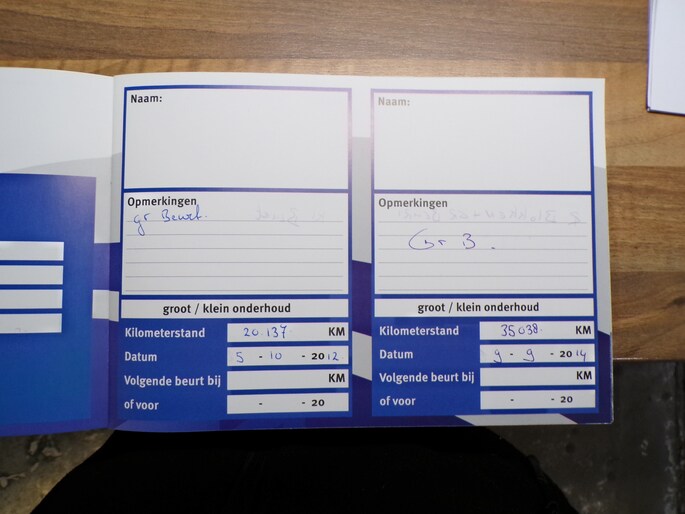 Naam:
Opmerkingen
gr Beurt.
groot / klein onderhoud
Kilometerstand 20.137 KM
Datum 5 - 10 - 2012
Volgende beurt bij KM
of voor - - 20
Naam:
Opmerkingen
Gr B.
groot / klein onderhoud
Kilometerstand 35038 KM
Datum 9 - 9 - 2014
Volgende beurt bij KM
of voor - - 20